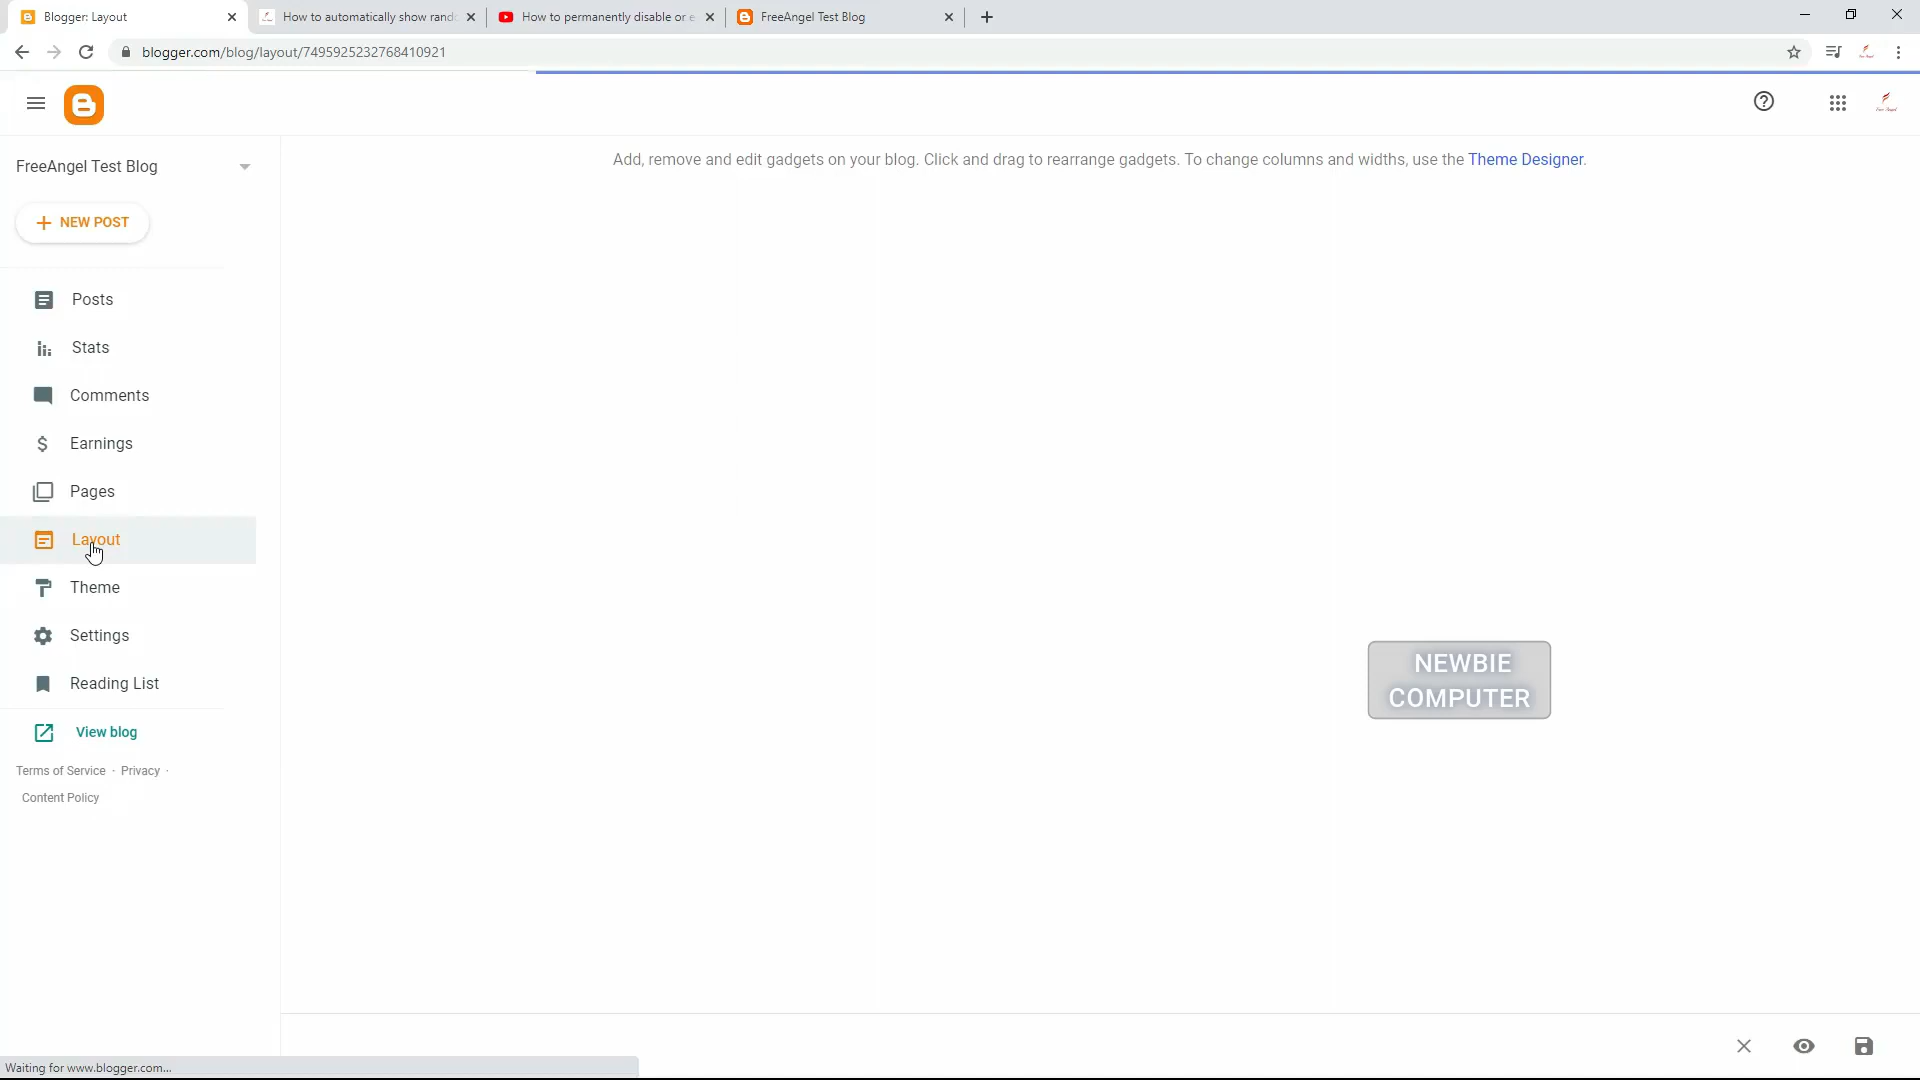 Blogger: Layout
How to automatically show rand
How to permanently disable or e
FreeAngel Test Blog
blogger.com/blog/layout/7495925232768410921
FreeAngel Test Blog
Add, remove and edit gadgets on your blog. Click and drag to rearrange gadgets. To change columns and widths, use the Theme Designer.
NEW POST
Posts
Stats
Comments
Earnings
Pages
Layout
Theme
Settings
Reading List
View blog
Terms of Service · Privacy ·
Content Policy
NEWBIE
COMPUTER
Waiting for www.blogger.com...